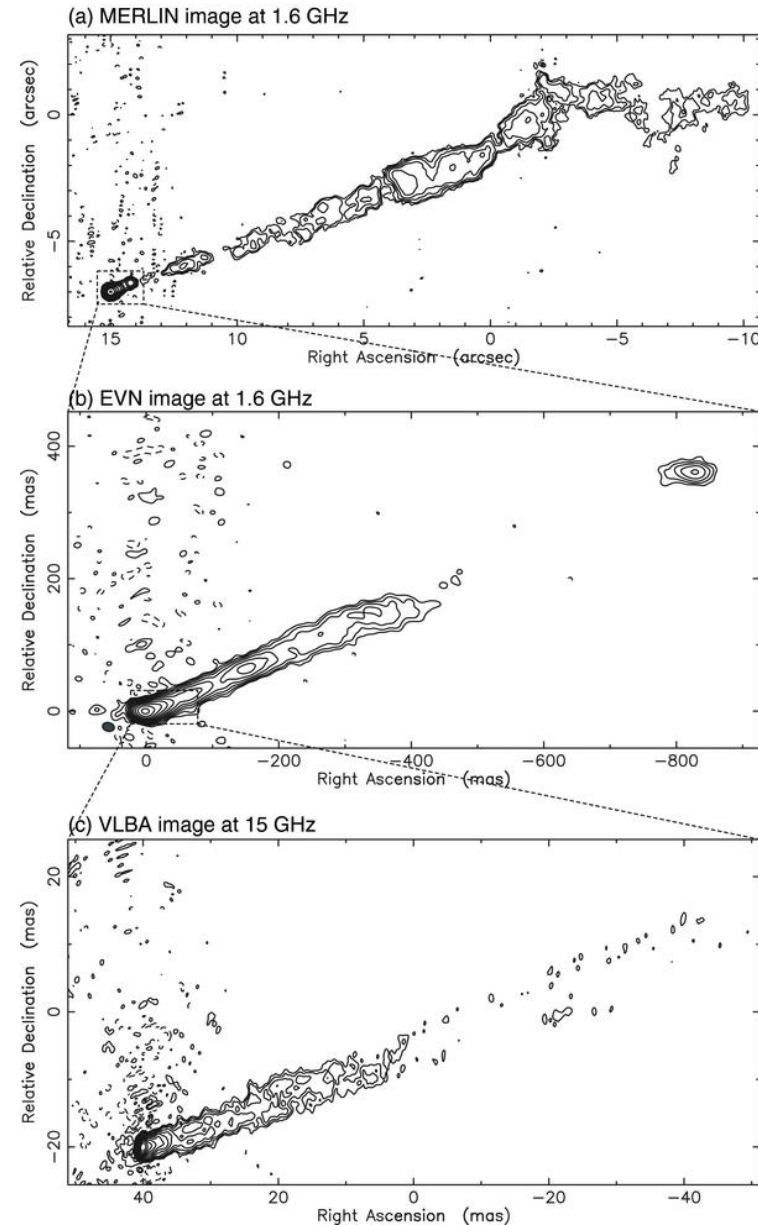 (a) MERLIN image at 1.6 GHz
Relative Declination (arcsec)
0
−5
15 10 5 0 −5 −10
Right Ascension (arcsec)
(b) EVN image at 1.6 GHz
Relative Declination (mas)
400
200
0
0 −200 −400 −600 −800
Right Ascension (mas)
(c) VLBA image at 15 GHz
Relative Declination (mas)
20
0
−20
40 20 0 −20 −40
Right Ascension (mas)